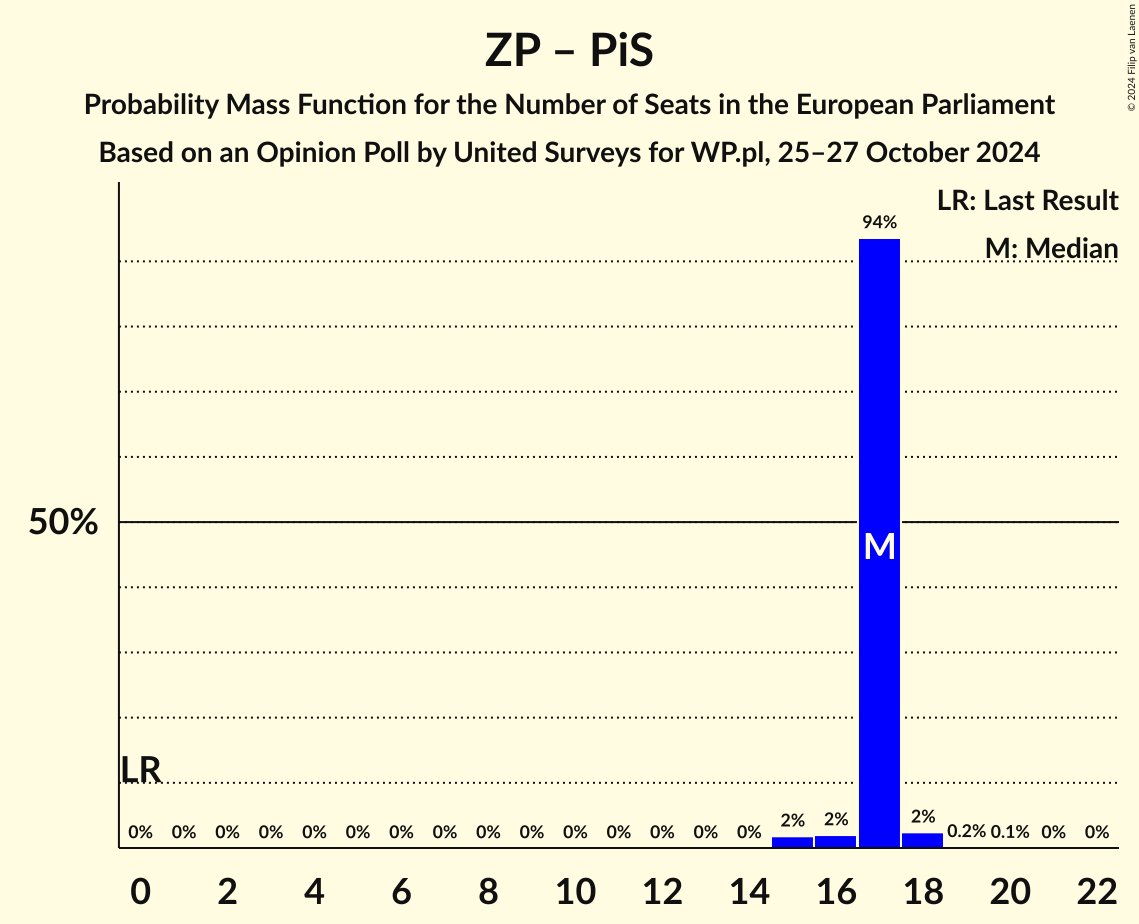 ZP – PiS
Probability Mass Function for the Number of Seats in the European Parliament
Based on an Opinion Poll by United Surveys for WP.pl, 25–27 October 2024
© 2024 Filip van Laenen
LR: Last Result
M: Median
94%
50%
M
LR
0% 0% 0% 0% 0% 0% 0% 0% 0% 0% 0% 0% 0% 0% 0% 2% 2% 2% 0.2% 0.1% 0% 0%
0 2 4 6 8 10 12 14 16 18 20 22